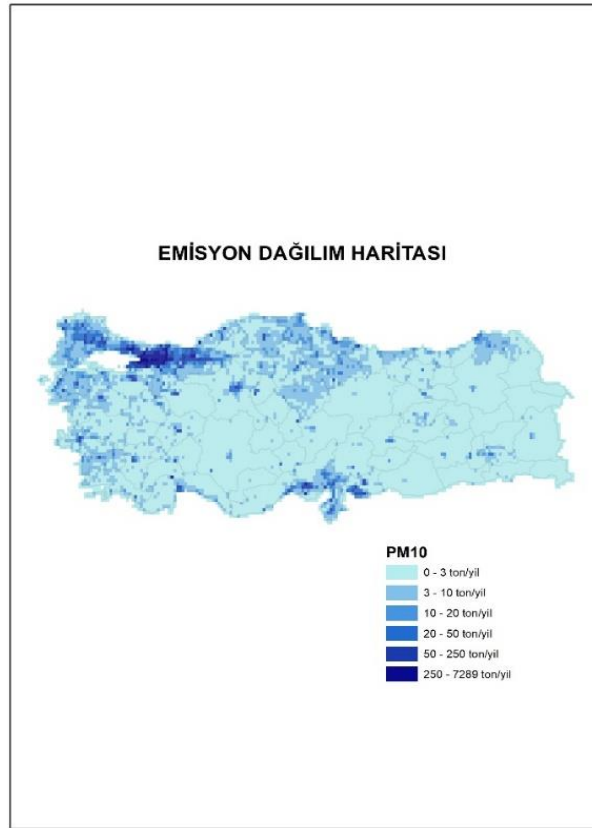 EMİSYON DAĞILIM HARİTASI
PM10
0 - 3 ton/yil
3 - 10 ton/yil
10 - 20 ton/yil
20 - 50 ton/yil
50 - 250 ton/yil
250 - 7289 ton/yil